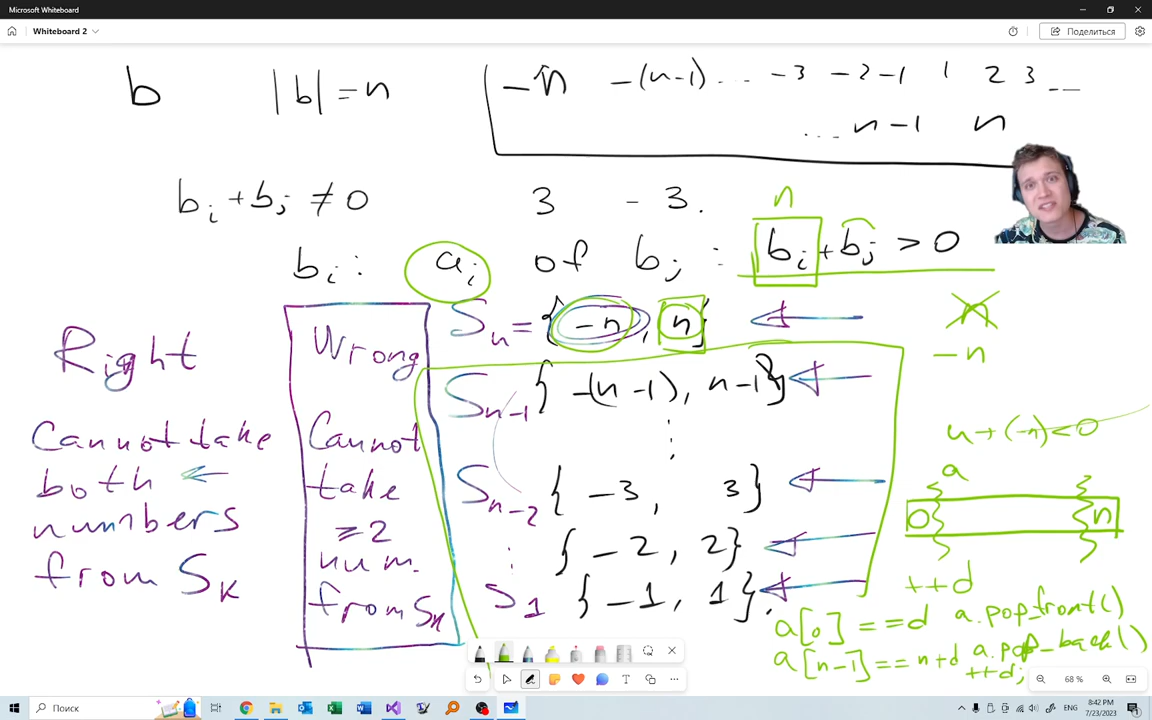 Microsoft Whiteboard
Whiteboard 2
Поделиться
b |b| = n
-n -(n-1) ... -3 -2 -1 1 2 3 ...
... n-1 n
b_i + b_j ≠ 0 3 -3.
n
b_i : a_i of b_j : b_i + b_j > 0
S_n = {-n, n}
n
-n
Right
Wrong
S_n-1 {-(n-1), n-1}
⋮
n+(-n)<0
Cannot take
both
numbers
from S_k
Cannot
take
≥2
num.
from S_n
S_n-2 {-3, 3}
⋮ {-2, 2}
S_1 {-1, 1}.
a
0 n
++d
a[0] == d a.pop_front()
a[n-1] == n+d a.pop_back()
++d;
68 %
Поиск
ENG
8:42 PM
7/23/2023